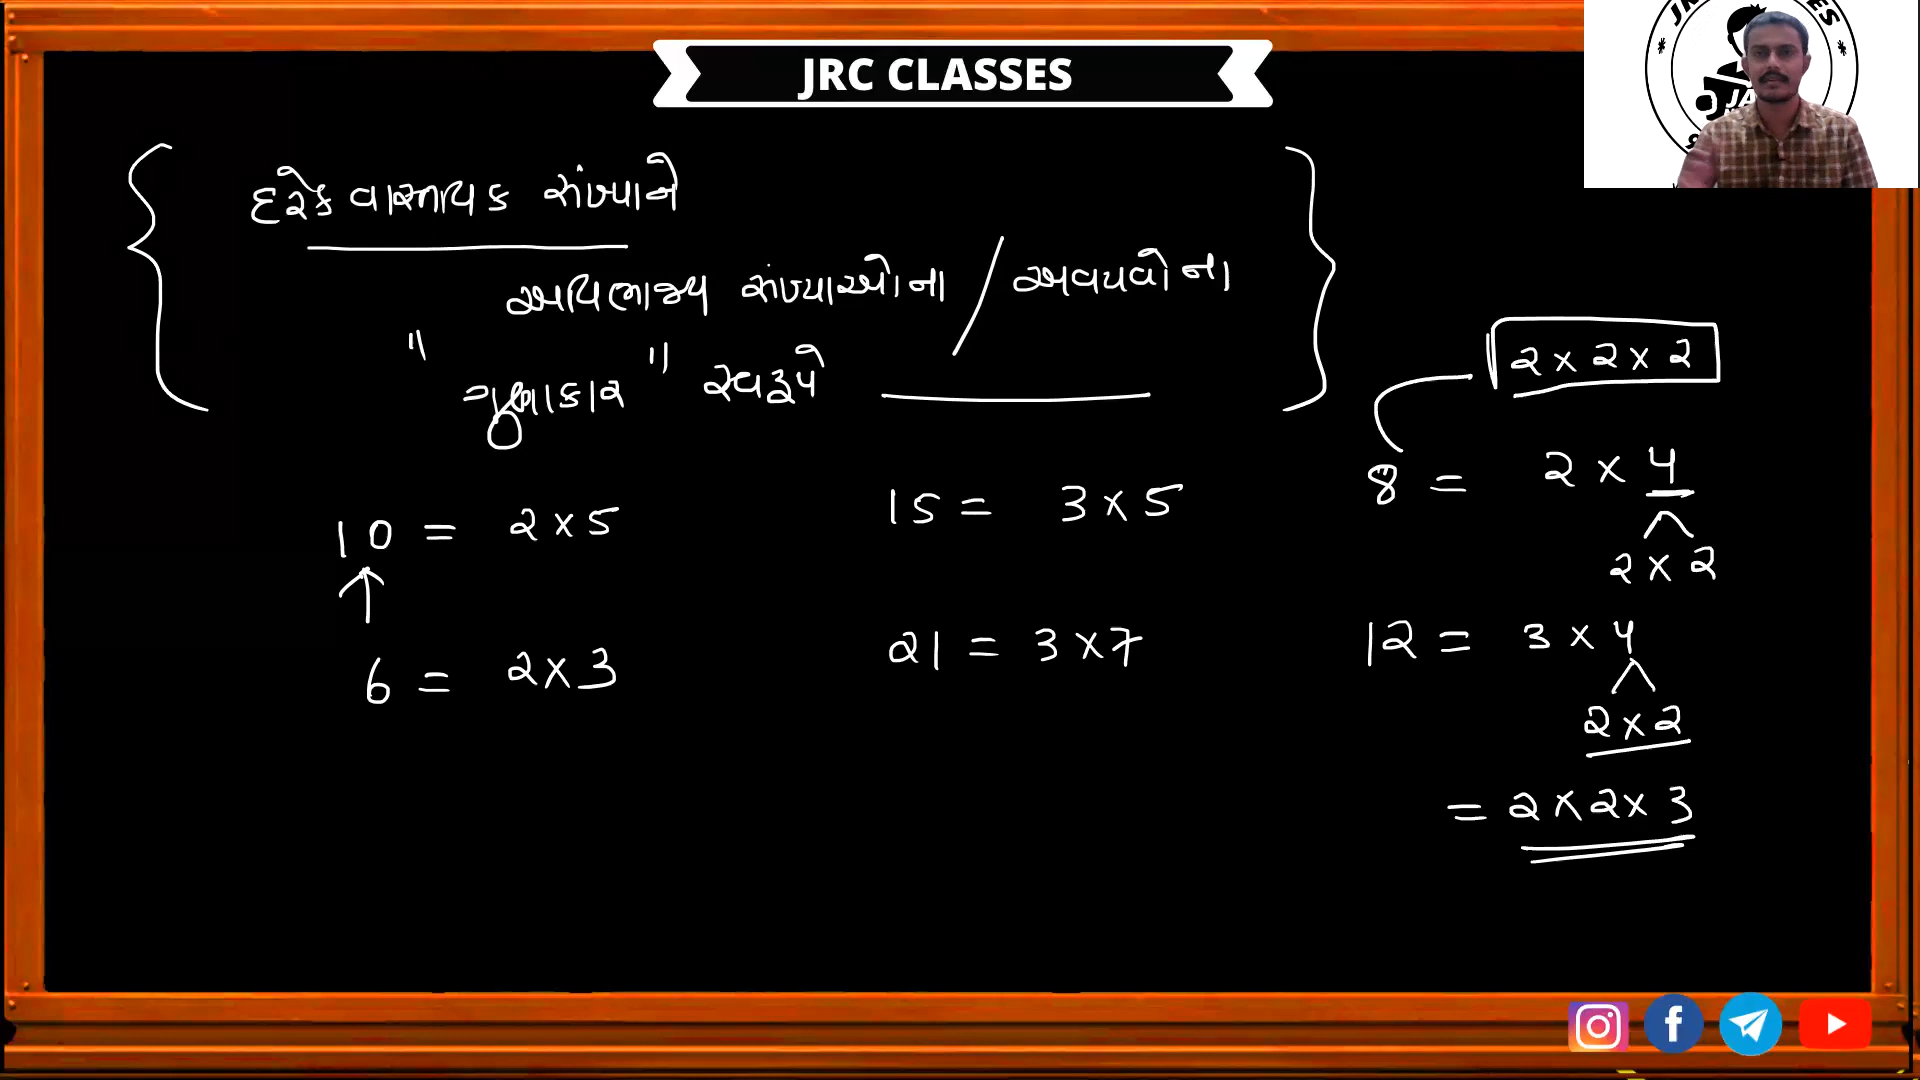 JRC CLASSES
દરેક વાસ્તવિક સંખ્યાને
અવિભાજ્ય સંખ્યાઓના / અવયવોના
" ગુણાકાર " સ્વરૂપે
2 × 2 × 2
8 = 2 × 4
2 × 2
10 = 2 × 5
15 = 3 × 5
12 = 3 × 4
2 × 2
6 = 2 × 3
21 = 3 × 7
= 2 × 2 × 3